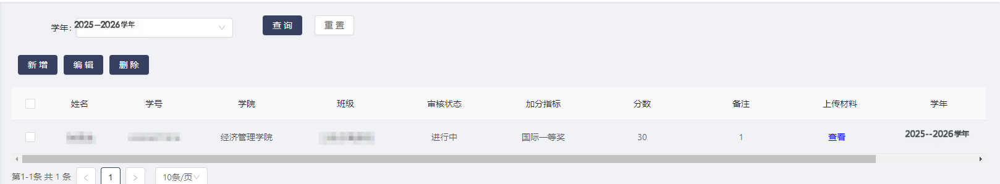 学年: 2025--2026学年 查 询 重 置
新 增 编 辑 删 除
姓名 学号 学院 班级 审核状态 加分指标 分数 备注 上传材料 学年
经济管理学院 进行中 国际一等奖 30 1 查看 2025--2026学年
第1-1条 共 1 条 < 1 > 10条/页